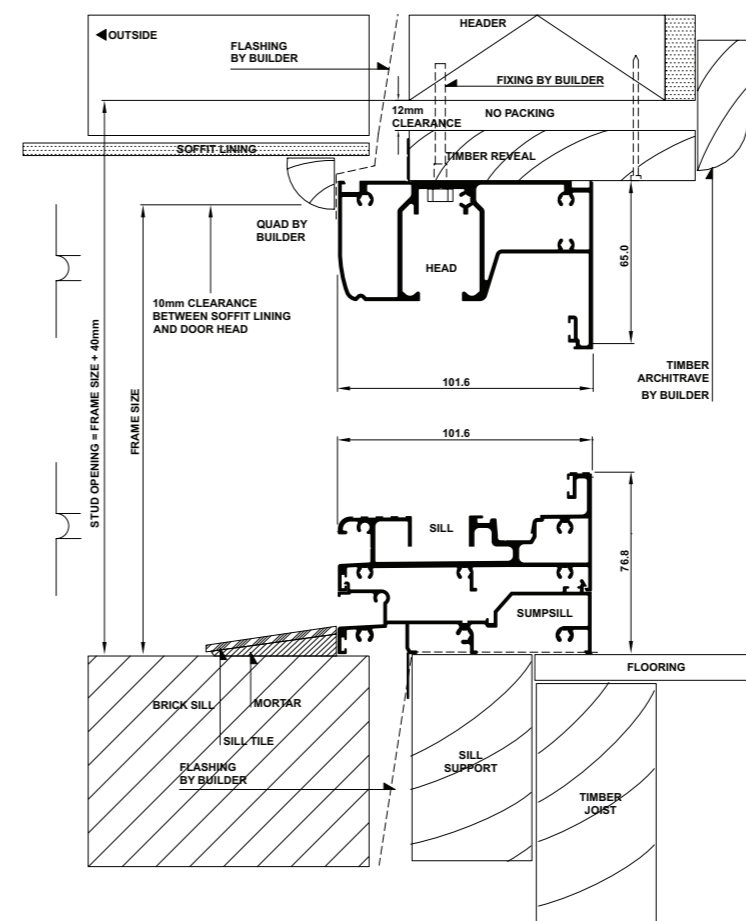 OUTSIDE
FLASHING
BY BUILDER
HEADER
FIXING BY BUILDER
12mm
CLEARANCE
NO PACKING
SOFFIT LINING
TIMBER REVEAL
QUAD BY
BUILDER
HEAD
65.0
10mm CLEARANCE
BETWEEN SOFFIT LINING
AND DOOR HEAD
TIMBER
ARCHITRAVE
BY BUILDER
101.6
STUD OPENING = FRAME SIZE + 40mm
FRAME SIZE
101.6
SILL
76.8
SUMPSILL
FLOORING
BRICK SILL
MORTAR
SILL TILE
FLASHING
BY BUILDER
SILL
SUPPORT
TIMBER
JOIST